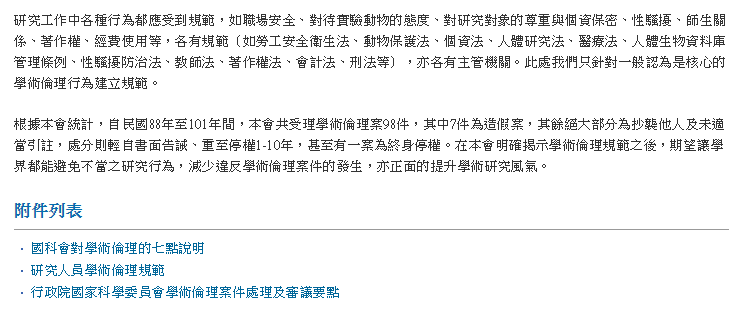 研究工作中各種行為都應受到規範，如職場安全、對待實驗動物的態度、對研究對象的尊重與個資保密、性騷擾、師生關
係、著作權、經費使用等，各有規範〔如勞工安全衛生法、動物保護法、個資法、人體研究法、醫療法、人體生物資料庫
管理條例、性騷擾防治法、教師法、著作權法、會計法、刑法等〕，亦各有主管機關。此處我們只針對一般認為是核心的
學術倫理行為建立規範。
根據本會統計，自民國88年至101年間，本會共受理學術倫理案98件，其中7件為造假案，其餘絕大部分為抄襲他人及未適
當引註，處分則輕自書面告誡、重至停權1-10年，甚至有一案為終身停權。在本會明確揭示學術倫理規範之後，期望讓學
界都能避免不當之研究行為，減少違反學術倫理案件的發生，亦正面的提升學術研究風氣。
附件列表
· 國科會對學術倫理的七點說明
· 研究人員學術倫理規範
· 行政院國家科學委員會學術倫理案件處理及審議要點